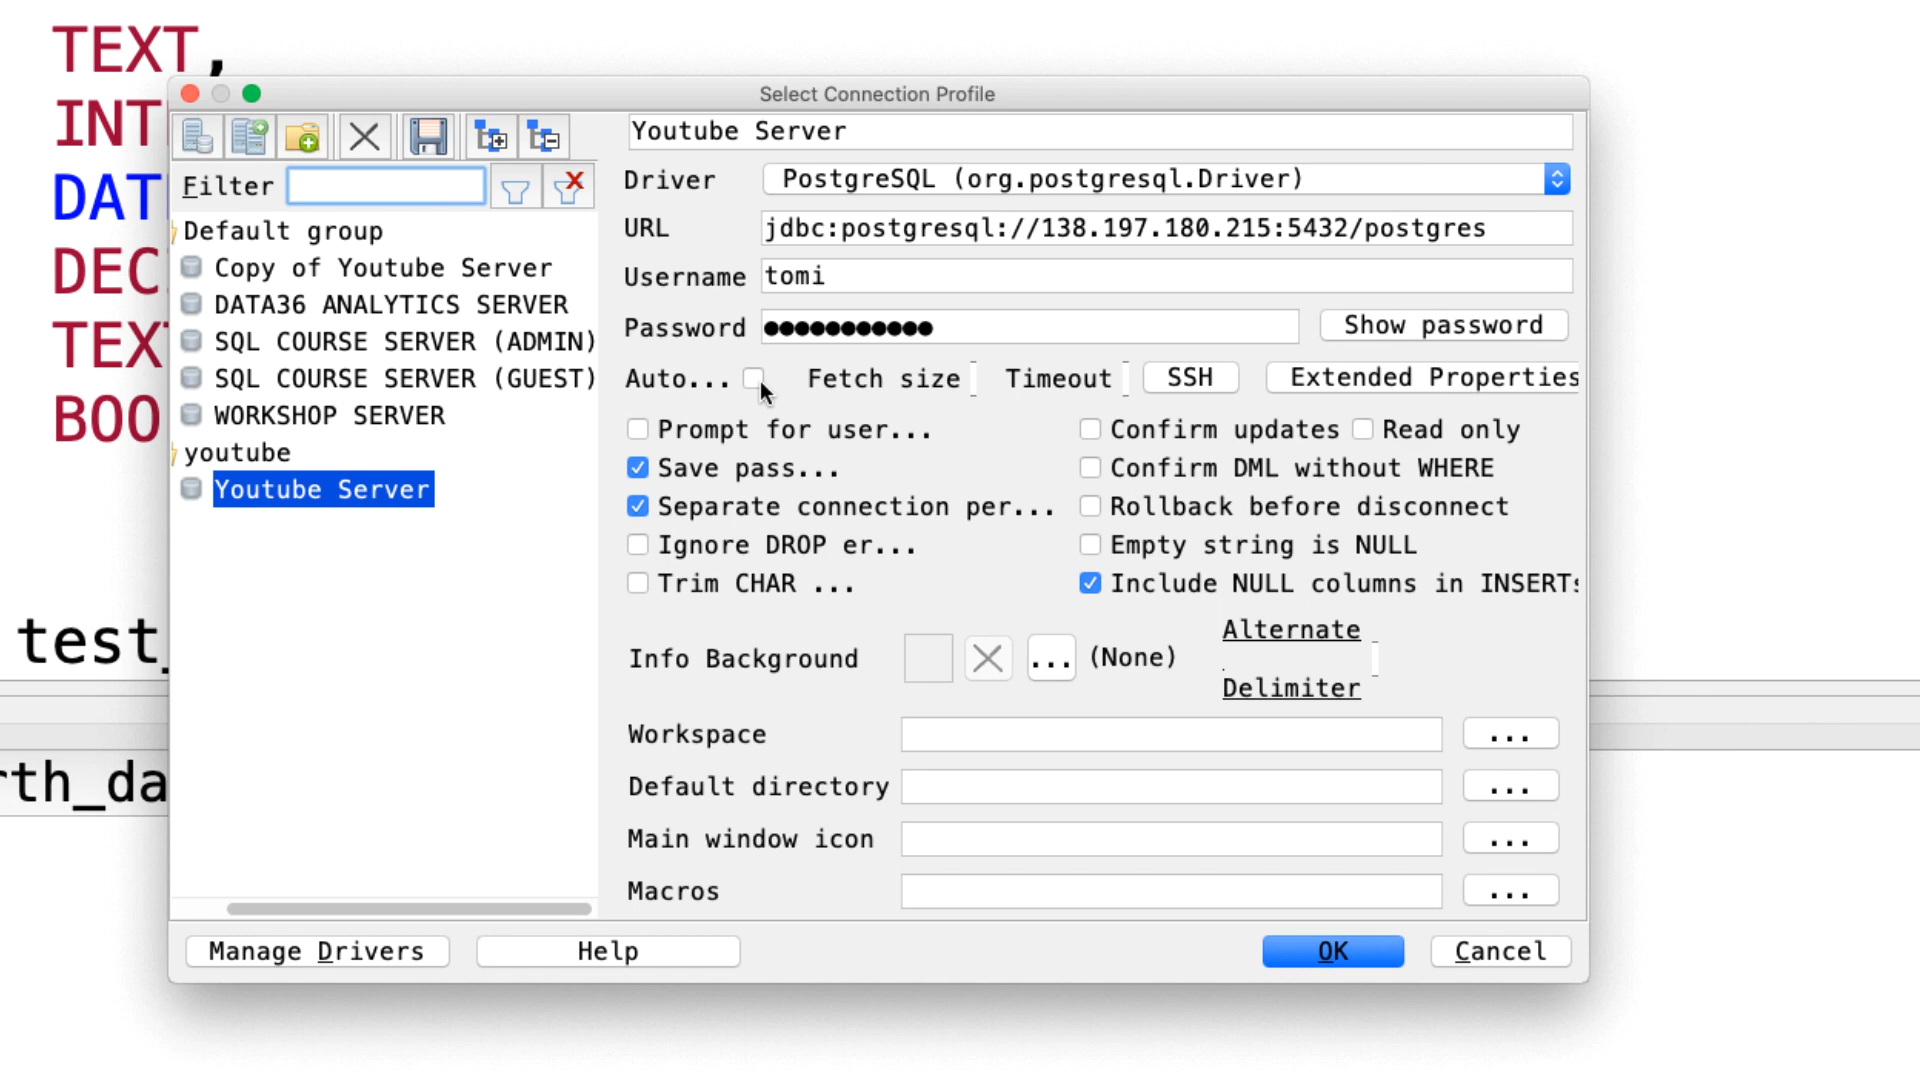 TEXT,
INT
DAT
DEC
TEX
BOO
test_
rth_da
Select Connection Profile
Filter
Default group
Copy of Youtube Server
DATA36 ANALYTICS SERVER
SQL COURSE SERVER (ADMIN)
SQL COURSE SERVER (GUEST)
WORKSHOP SERVER
youtube
Youtube Server
Youtube Server
Driver PostgreSQL (org.postgresql.Driver)
URL jdbc:postgresql://138.197.180.215:5432/postgres
Username tomi
Password ●●●●●●●●●●● Show password
Auto... Fetch size Timeout SSH Extended Properties
Prompt for user... Confirm updates Read only
Save pass... Confirm DML without WHERE
Separate connection per... Rollback before disconnect
Ignore DROP er... Empty string is NULL
Trim CHAR ... Include NULL columns in INSERTs
Info Background ... (None) Alternate
Delimiter
Workspace ...
Default directory ...
Main window icon ...
Macros ...
Manage Drivers Help OK Cancel